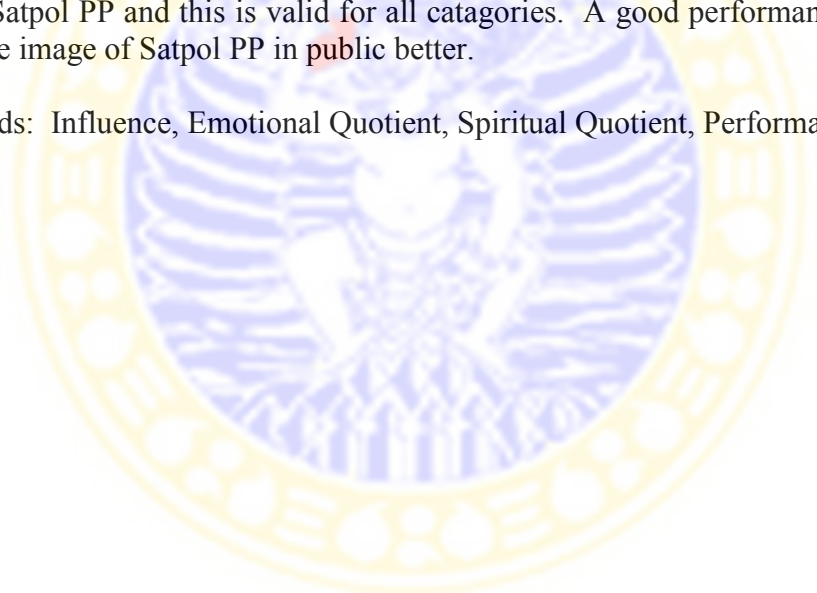 Satpol PP and this is valid for all catagories. A good performan
e image of Satpol PP in public better.
ds: Influence, Emotional Quotient, Spiritual Quotient, Performa